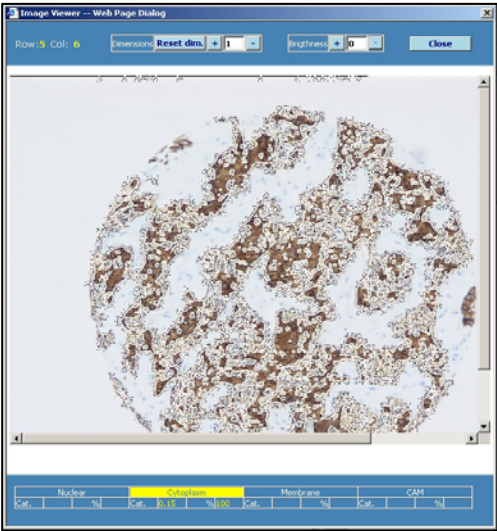 Image Viewer -- Web Page Dialog
Row:5 Col: 6 Dimensions Reset dim. + 1 - Brigthness + 0 - Close
Nuclear Cytoplasm Membrane CAM
Cat. % Cat. 0.15 % 100 Cat. % Cat. %